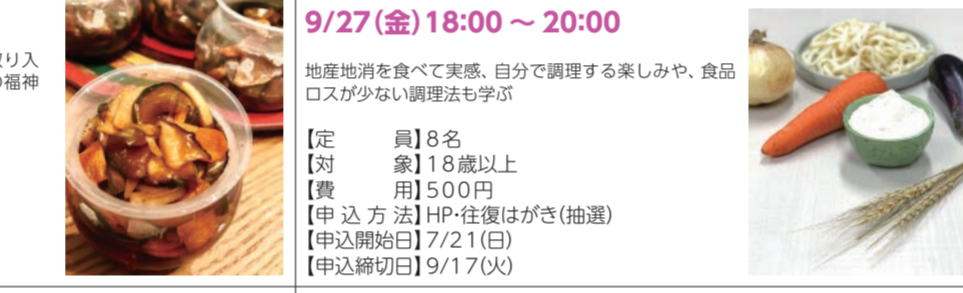 り入
福神
9/27(金)18:00 ~ 20:00
地産地消を食べて実感、自分で調理する楽しみや、食品
ロスが少ない調理法も学ぶ
【定　　員】8名
【対　　象】18歳以上
【費　　用】500円
【申込方法】HP・往復はがき(抽選)
【申込開始日】7/21(日)
【申込締切日】9/17(火)